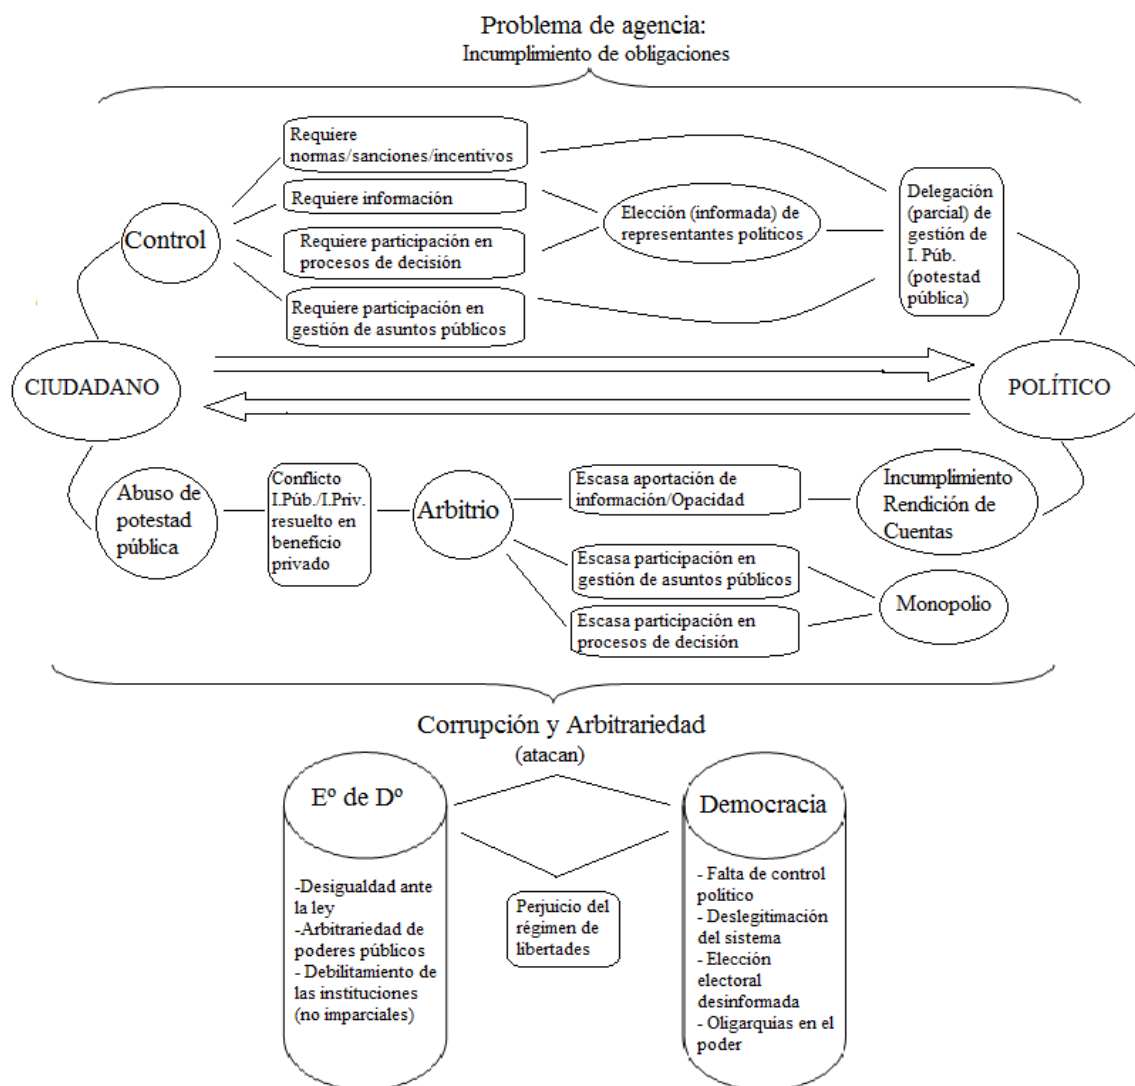 Problema de agencia:
Incumplimiento de obligaciones
Requiere
normas/sanciones/incentivos
Requiere información
Requiere participación en
procesos de decisión
Requiere participación en
gestión de asuntos públicos
Control
Elección (informada) de
representantes políticos
Delegación
(parcial) de
gestión de
I. Púb.
(potestad
pública)
CIUDADANO
POLÍTICO
Abuso de
potestad
pública
Conflicto
I.Púb./I.Priv.
resuelto en
beneficio
privado
Arbitrio
Escasa aportación de
información/Opacidad
Escasa participación en
gestión de asuntos públicos
Escasa participación en
procesos de decisión
Incumplimiento
Rendición de
Cuentas
Monopolio
Corrupción y Arbitrariedad
(atacan)
Eº de Dº
-Desigualdad ante
la ley
-Arbitrariedad de
poderes públicos
- Debilitamiento de
las instituciones
(no imparciales)
Perjuicio del
régimen de
libertades
Democracia
- Falta de control
político
- Deslegitimación
del sistema
- Elección
electoral
desinformada
- Oligarquías en el
poder